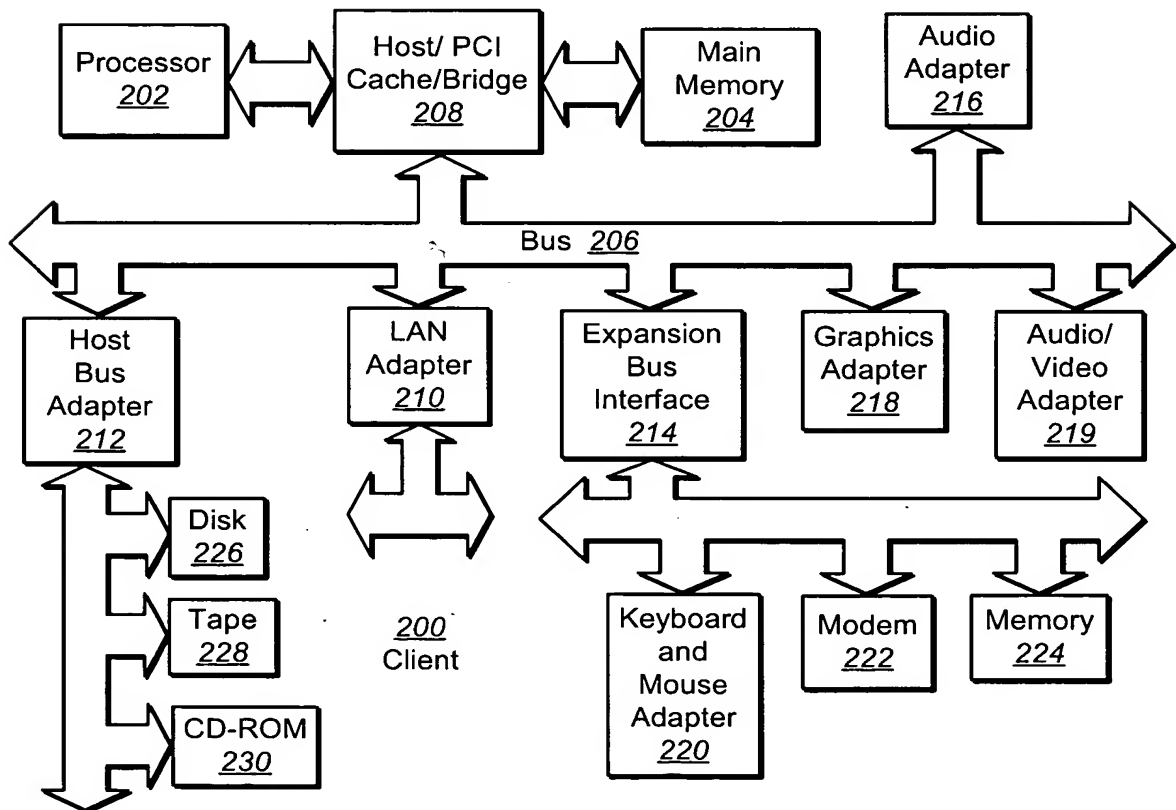 Processor
202
Host/ PCI
Cache/Bridge
208
Main
Memory
204
Audio
Adapter
216
Bus 206
Host
Bus
Adapter
212
LAN
Adapter
210
Expansion
Bus
Interface
214
Graphics
Adapter
218
Audio/
Video
Adapter
219
Disk
226
Tape
228
CD-ROM
230
200
Client
Keyboard
and
Mouse
Adapter
220
Modem
222
Memory
224